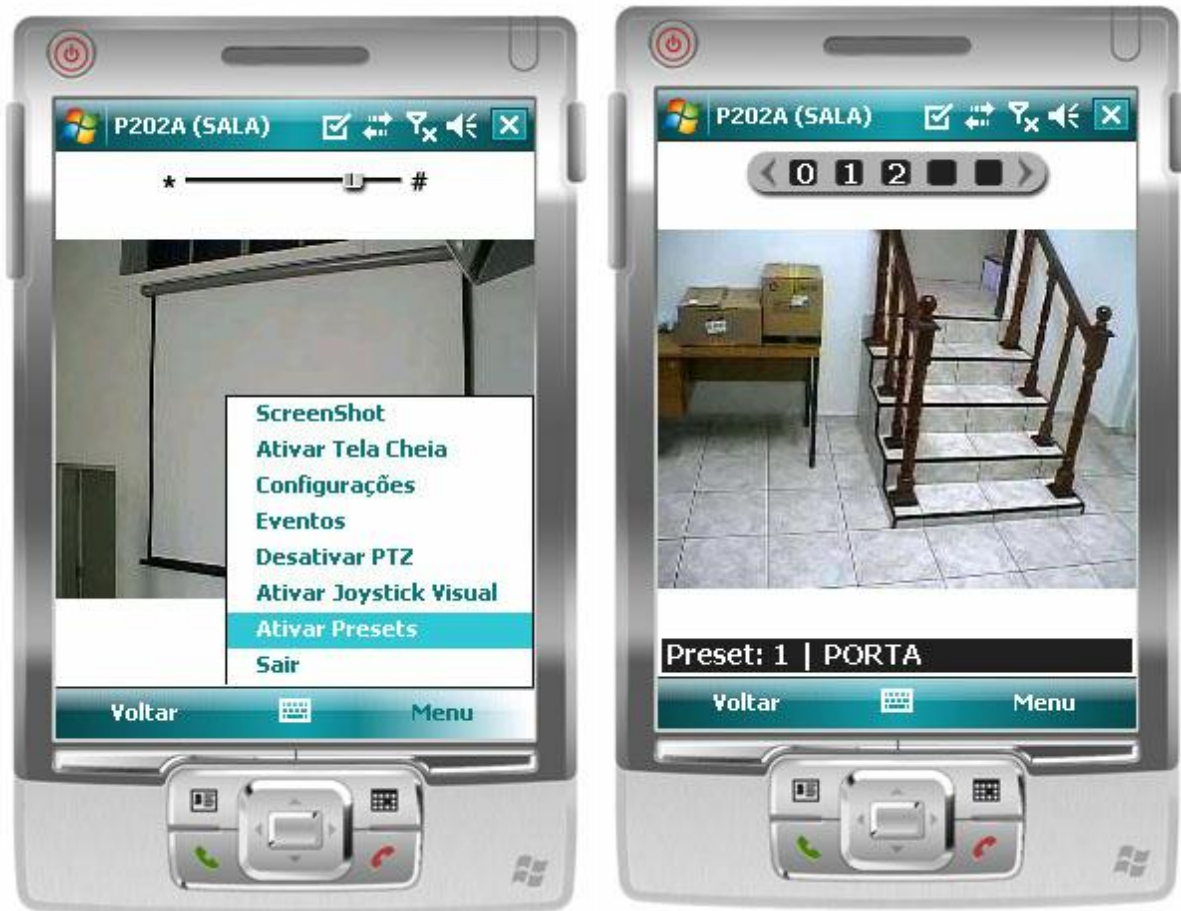 P202A (SALA)
* #
ScreenShot
Ativar Tela Cheia
Configurações
Eventos
Desativar PTZ
Ativar Joystick Visual
Ativar Presets
Sair
Voltar Menu
P202A (SALA)
0 1 2
Preset: 1 | PORTA
Voltar Menu